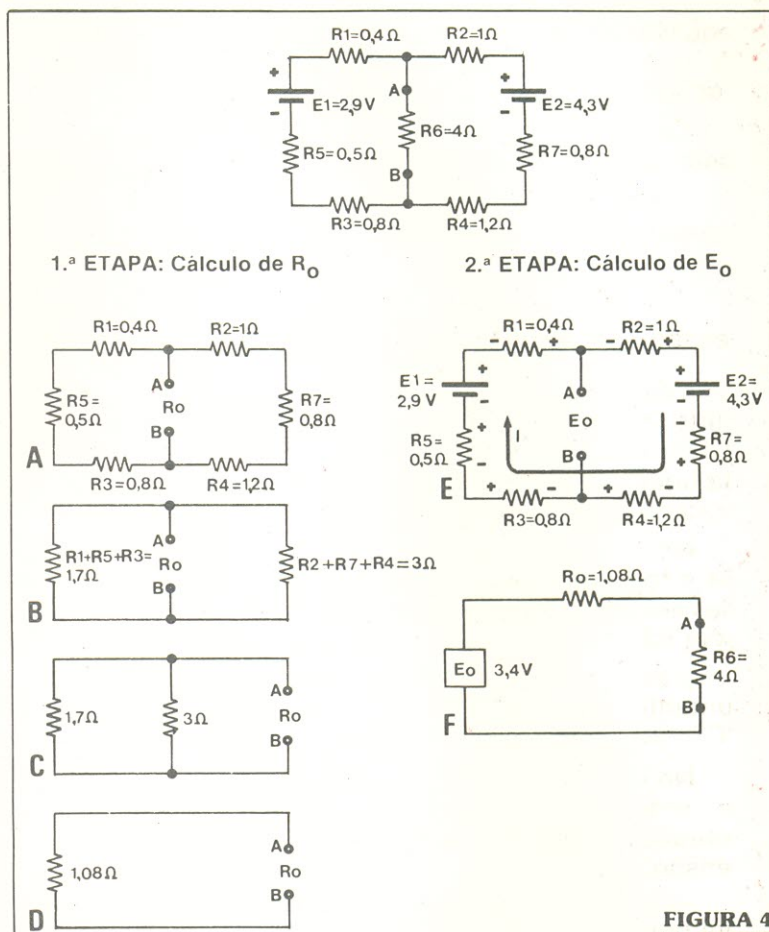 R1=0,4Ω
R2=1Ω
+
+
A
E1=2,9V
E2=4,3V
-
-
R6=4Ω
R5=0,5Ω
R7=0,8Ω
B
R3=0,8Ω
R4=1,2Ω
1.ª ETAPA: Cálculo de Ro
R1=0,4Ω
R2=1Ω
A
R5=
0,5Ω
Ro
R7=
0,8Ω
B
A
R3=0,8Ω
R4=1,2Ω
A
R1+R5+R3=
1,7Ω
Ro
R2+R7+R4=3Ω
B
B
A
1,7Ω
3Ω
Ro
B
C
A
1,08Ω
Ro
B
D
2.ª ETAPA: Cálculo de Eo
R1=0,4Ω
R2=1Ω
- +
- +
+
+
E1=
2,9V
A
E2=
4,3V
-
-
Eo
+
-
R5=
0,5Ω
I
R7=
0,8Ω
-
+
B
E
+ -
+ -
R3=0,8Ω
R4=1,2Ω
Ro=1,08Ω
A
Eo
3,4V
R6=
4Ω
B
F
FIGURA 4